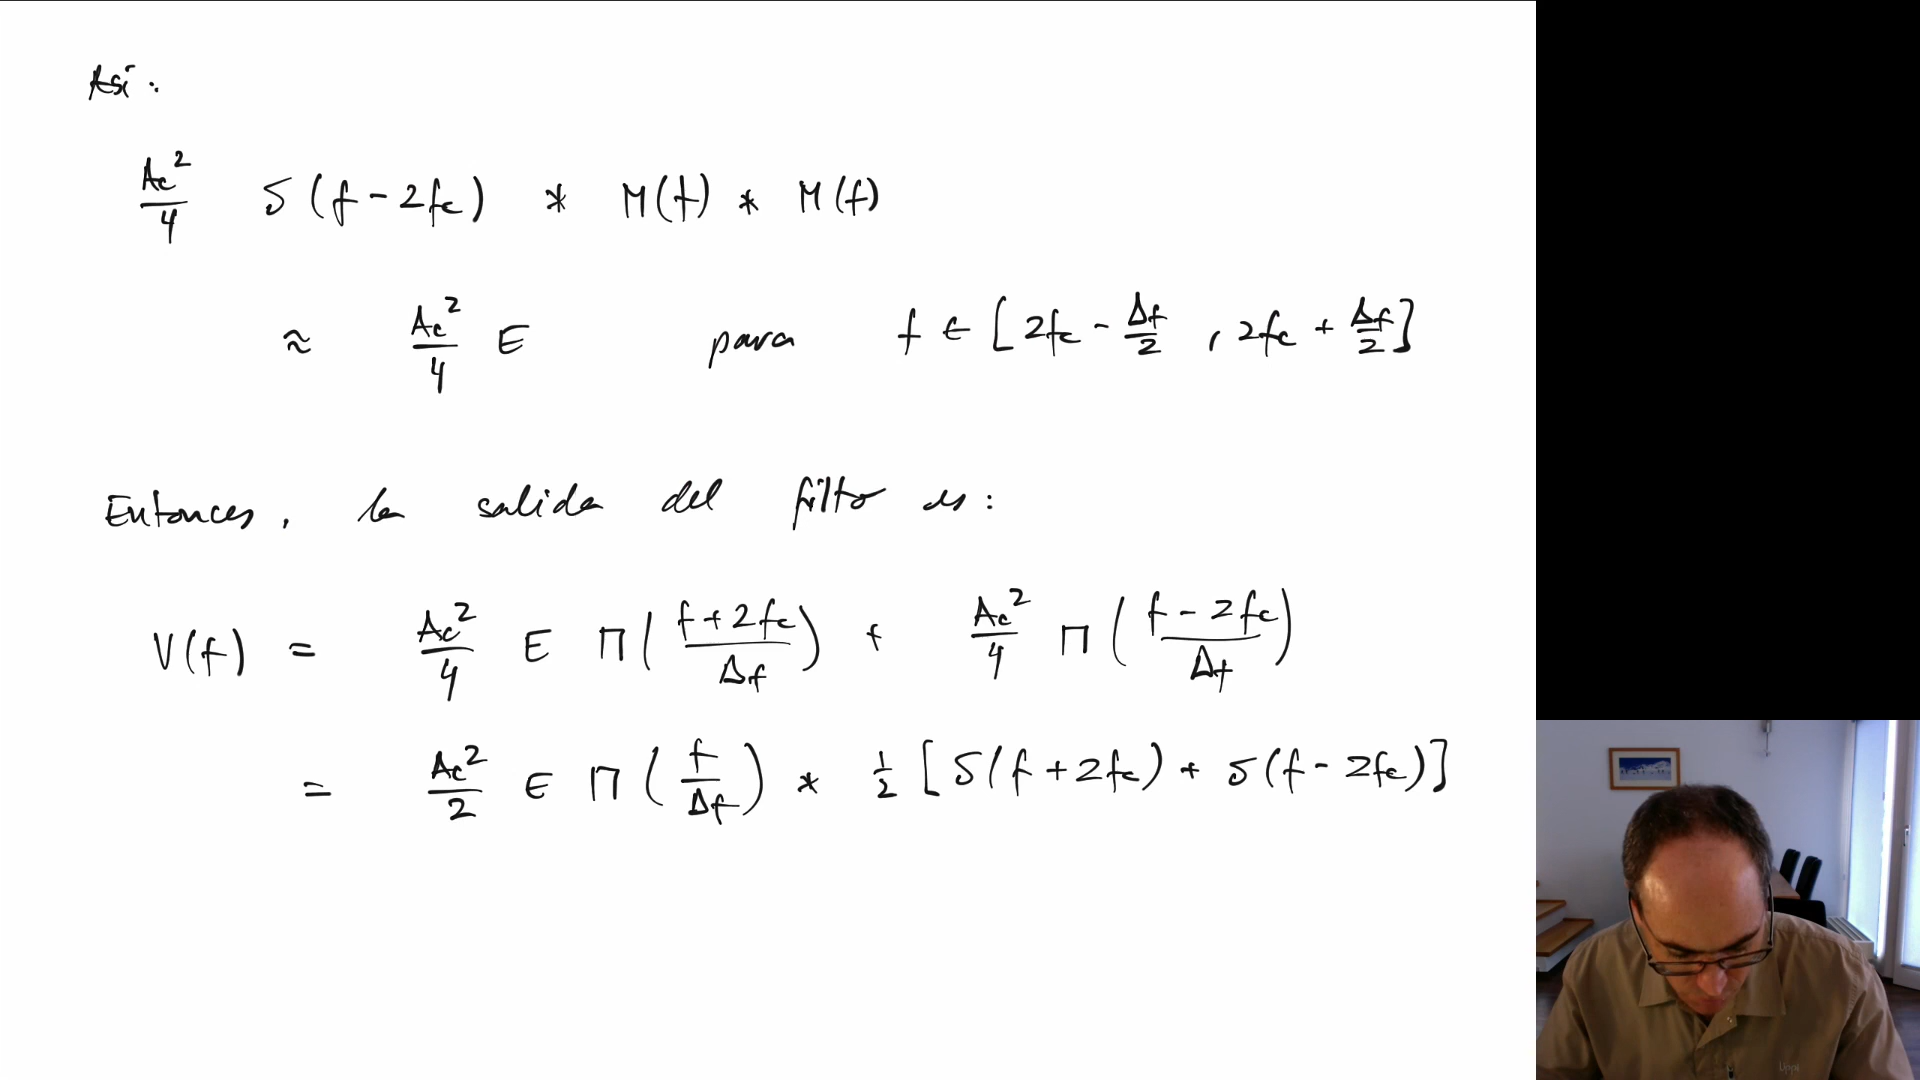 Así:
Ac²/4 δ(f - 2fc) * M(f) * M(f)
≈ Ac²/4 E para f ∈ [2fc - Δf/2 , 2fc + Δf/2]
Entonces, la salida del filtro es:
V(f) = Ac²/4 E Π((f + 2fc)/Δf) + Ac²/4 Π((f - 2fc)/Δf)
= Ac²/2 E Π(f/Δf) * 1/2 [δ(f + 2fc) + δ(f - 2fc)]